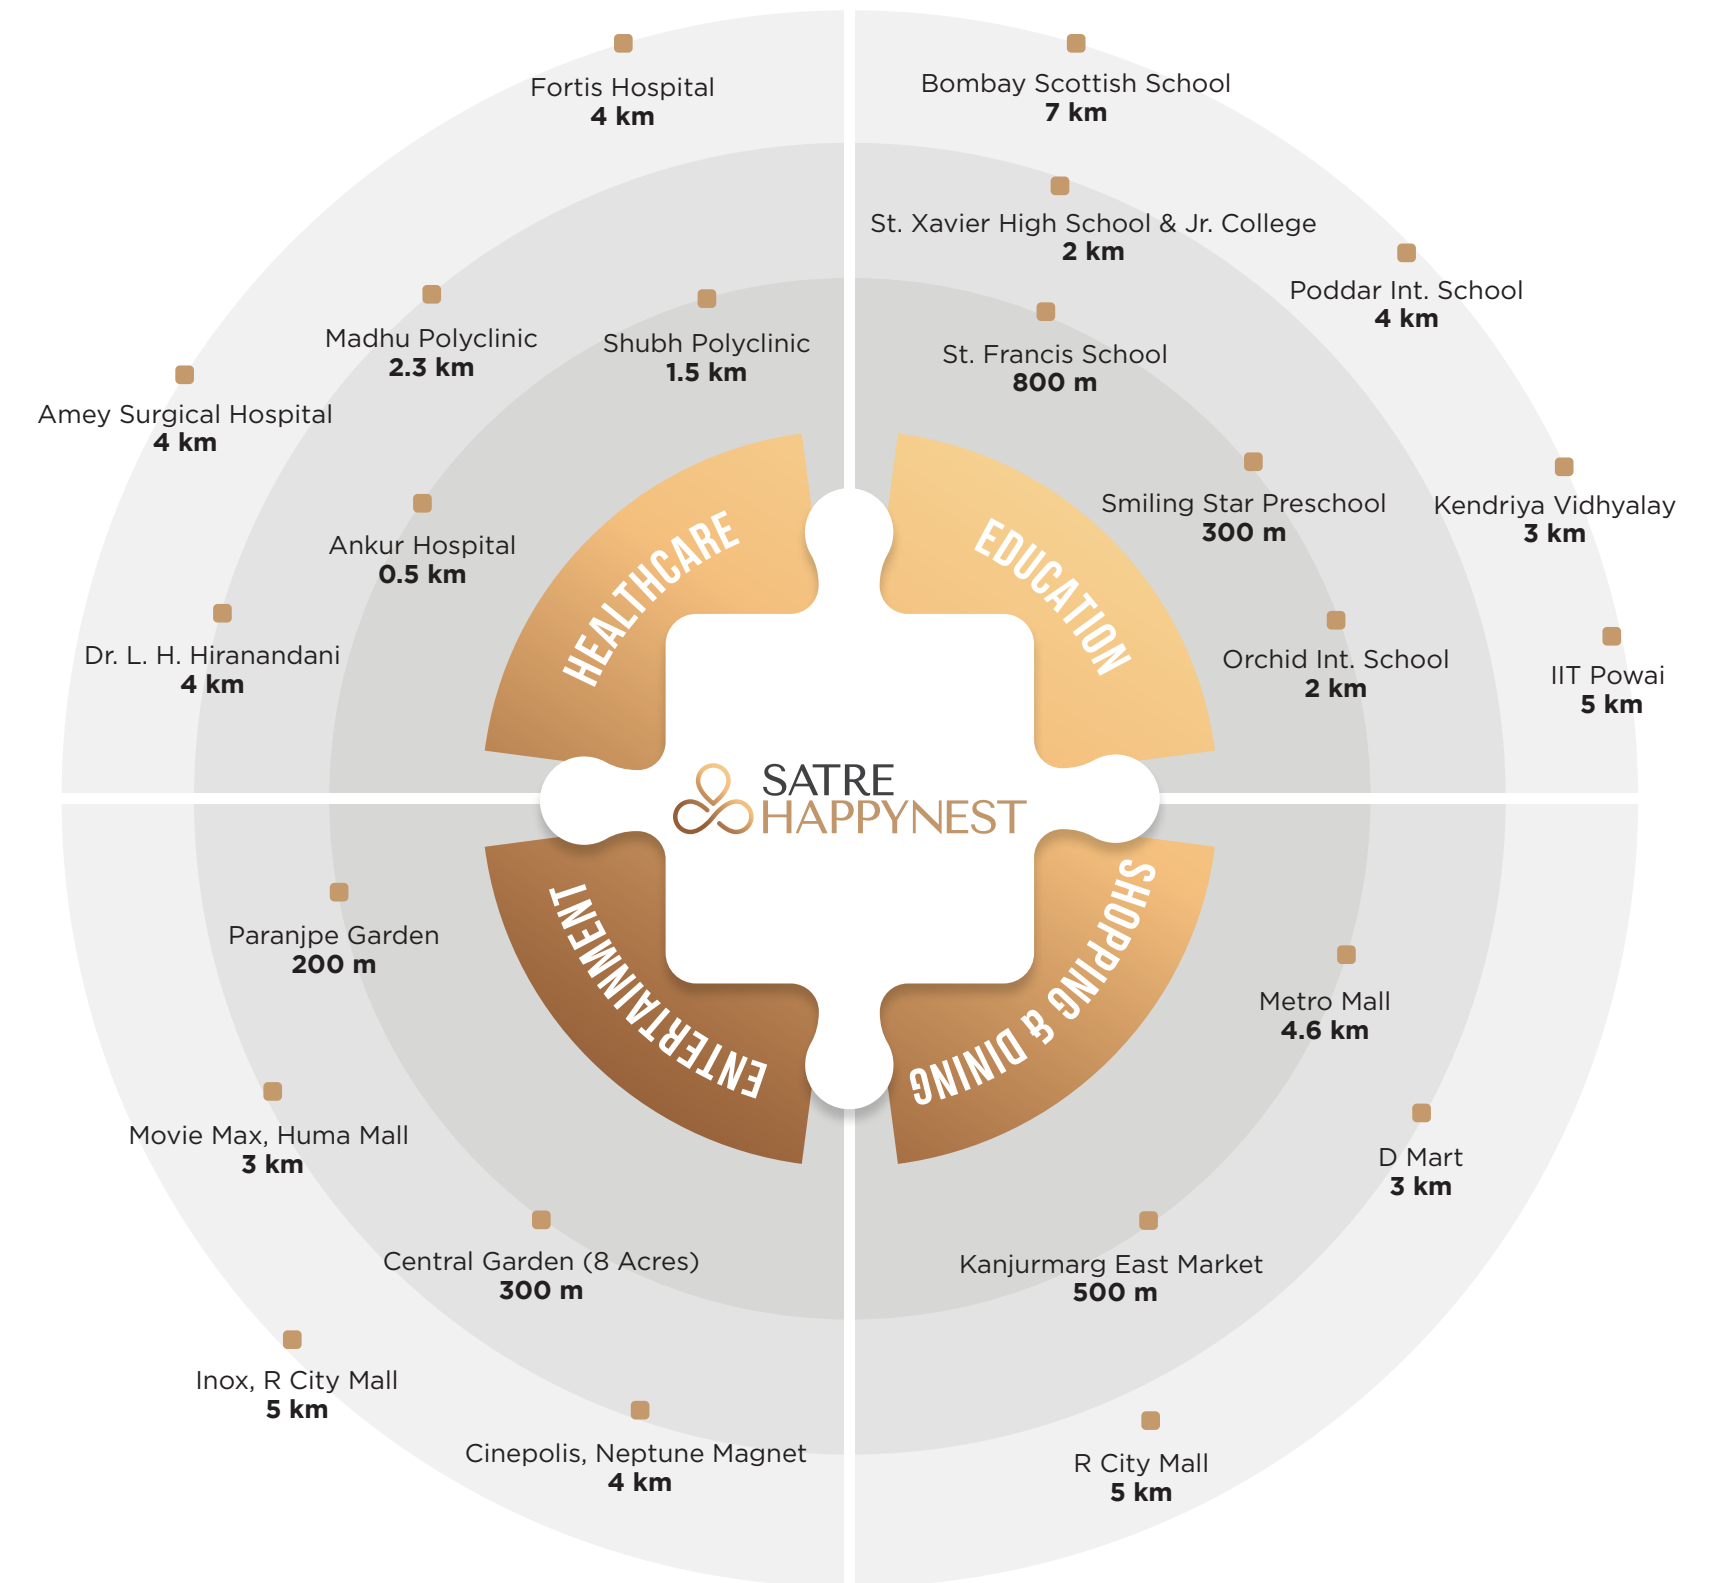 Fortis Hospital
4 km
Madhu Polyclinic
2.3 km
Shubh Polyclinic
1.5 km
Amey Surgical Hospital
4 km
Ankur Hospital
0.5 km
Dr. L. H. Hiranandani
4 km
HEALTHCARE
Bombay Scottish School
7 km
St. Xavier High School & Jr. College
2 km
Poddar Int. School
4 km
St. Francis School
800 m
Smiling Star Preschool
300 m
Kendriya Vidhyalay
3 km
Orchid Int. School
2 km
IIT Powai
5 km
EDUCATION
SATRE
HAPPYNEST
ENTERTAINMENT
Paranjpe Garden
200 m
Movie Max, Huma Mall
3 km
Central Garden (8 Acres)
300 m
Inox, R City Mall
5 km
Cinepolis, Neptune Magnet
4 km
SHOPPING & DINING
Metro Mall
4.6 km
D Mart
3 km
Kanjurmarg East Market
500 m
R City Mall
5 km